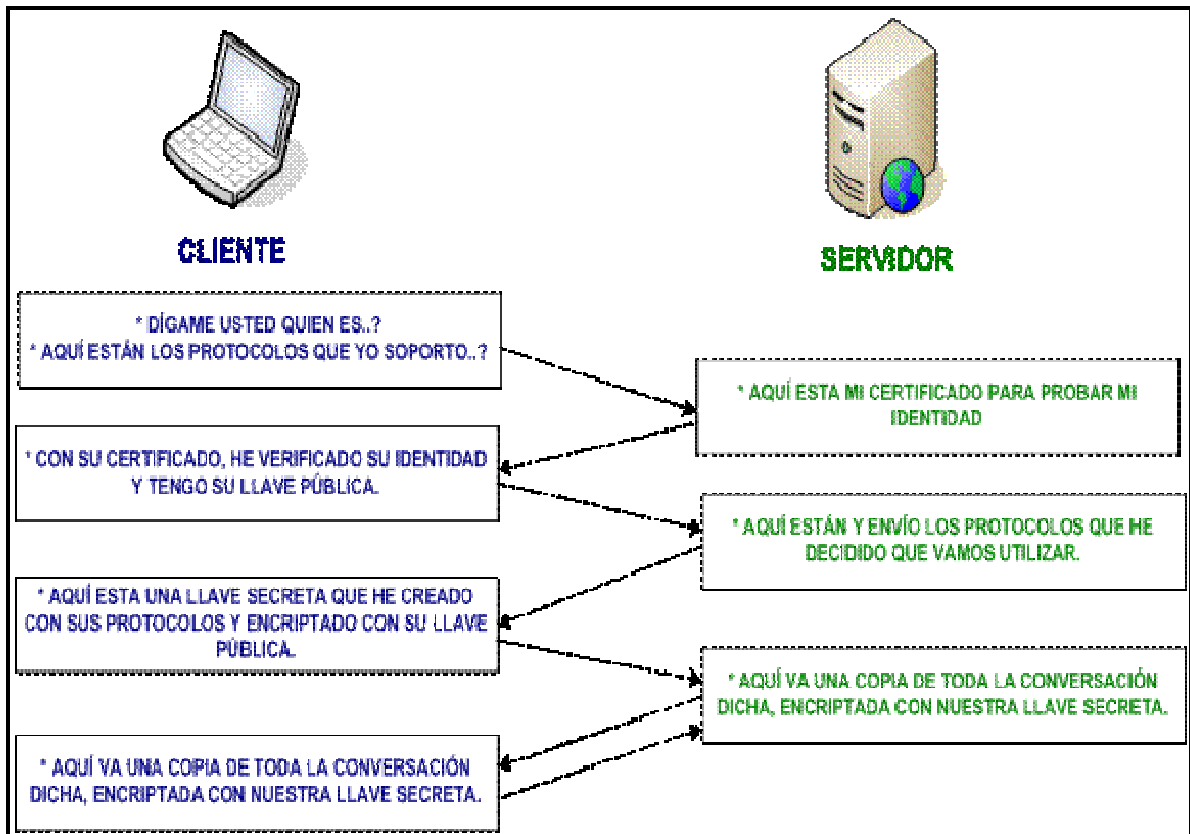 CLIENTE
SERVIDOR
* DÍGAME USTED QUIEN ES..?
* AQUÍ ESTÁN LOS PROTOCOLOS QUE YO SOPORTO..?
* AQUÍ ESTA MI CERTIFICADO PARA PROBAR MI
IDENTIDAD
* CON SU CERTIFICADO, HE VERIFICADO SU IDENTIDAD
Y TENGO SU LLAVE PÚBLICA.
* AQUÍ ESTÁN Y ENVÍO LOS PROTOCOLOS QUE HE
DECIDIDO QUE VAMOS UTILIZAR.
* AQUÍ ESTA UNA LLAVE SECRETA QUE HE CREADO
CON SUS PROTOCOLOS Y ENCRIPTADO CON SU LLAVE
PÚBLICA.
* AQUÍ VA UNA COPIA DE TODA LA CONVERSACIÓN
DICHA, ENCRIPTADA CON NUESTRA LLAVE SECRETA.
* AQUÍ VA UNA COPIA DE TODA LA CONVERSACIÓN
DICHA, ENCRIPTADA CON NUESTRA LLAVE SECRETA.